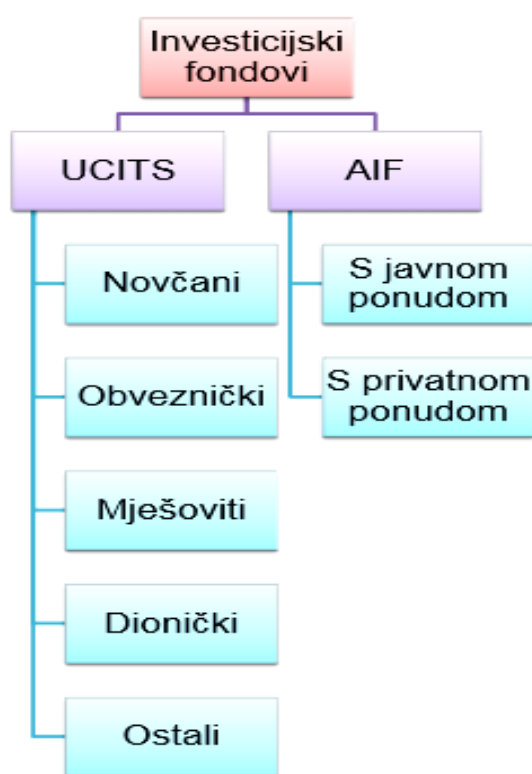 Investicijski
fondovi
UCITS
AIF
Novčani
Obveznički
Mješoviti
Dionički
Ostali
S javnom
ponudom
S privatnom
ponudom